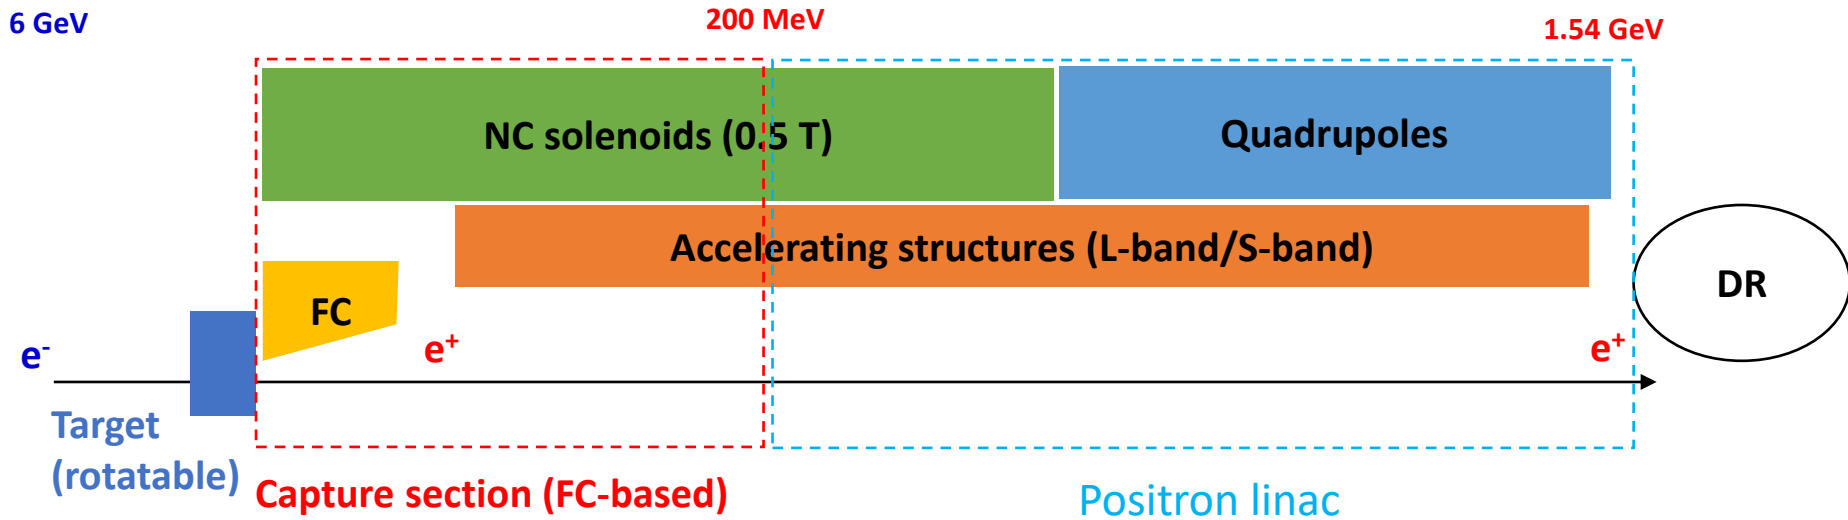 6 GeV
200 MeV
1.54 GeV
NC solenoids (0.5 T)
Quadrupoles
Accelerating structures (L-band/S-band)
DR
FC
e⁻
e⁺
e⁺
Target
(rotatable)
Capture section (FC-based)
Positron linac